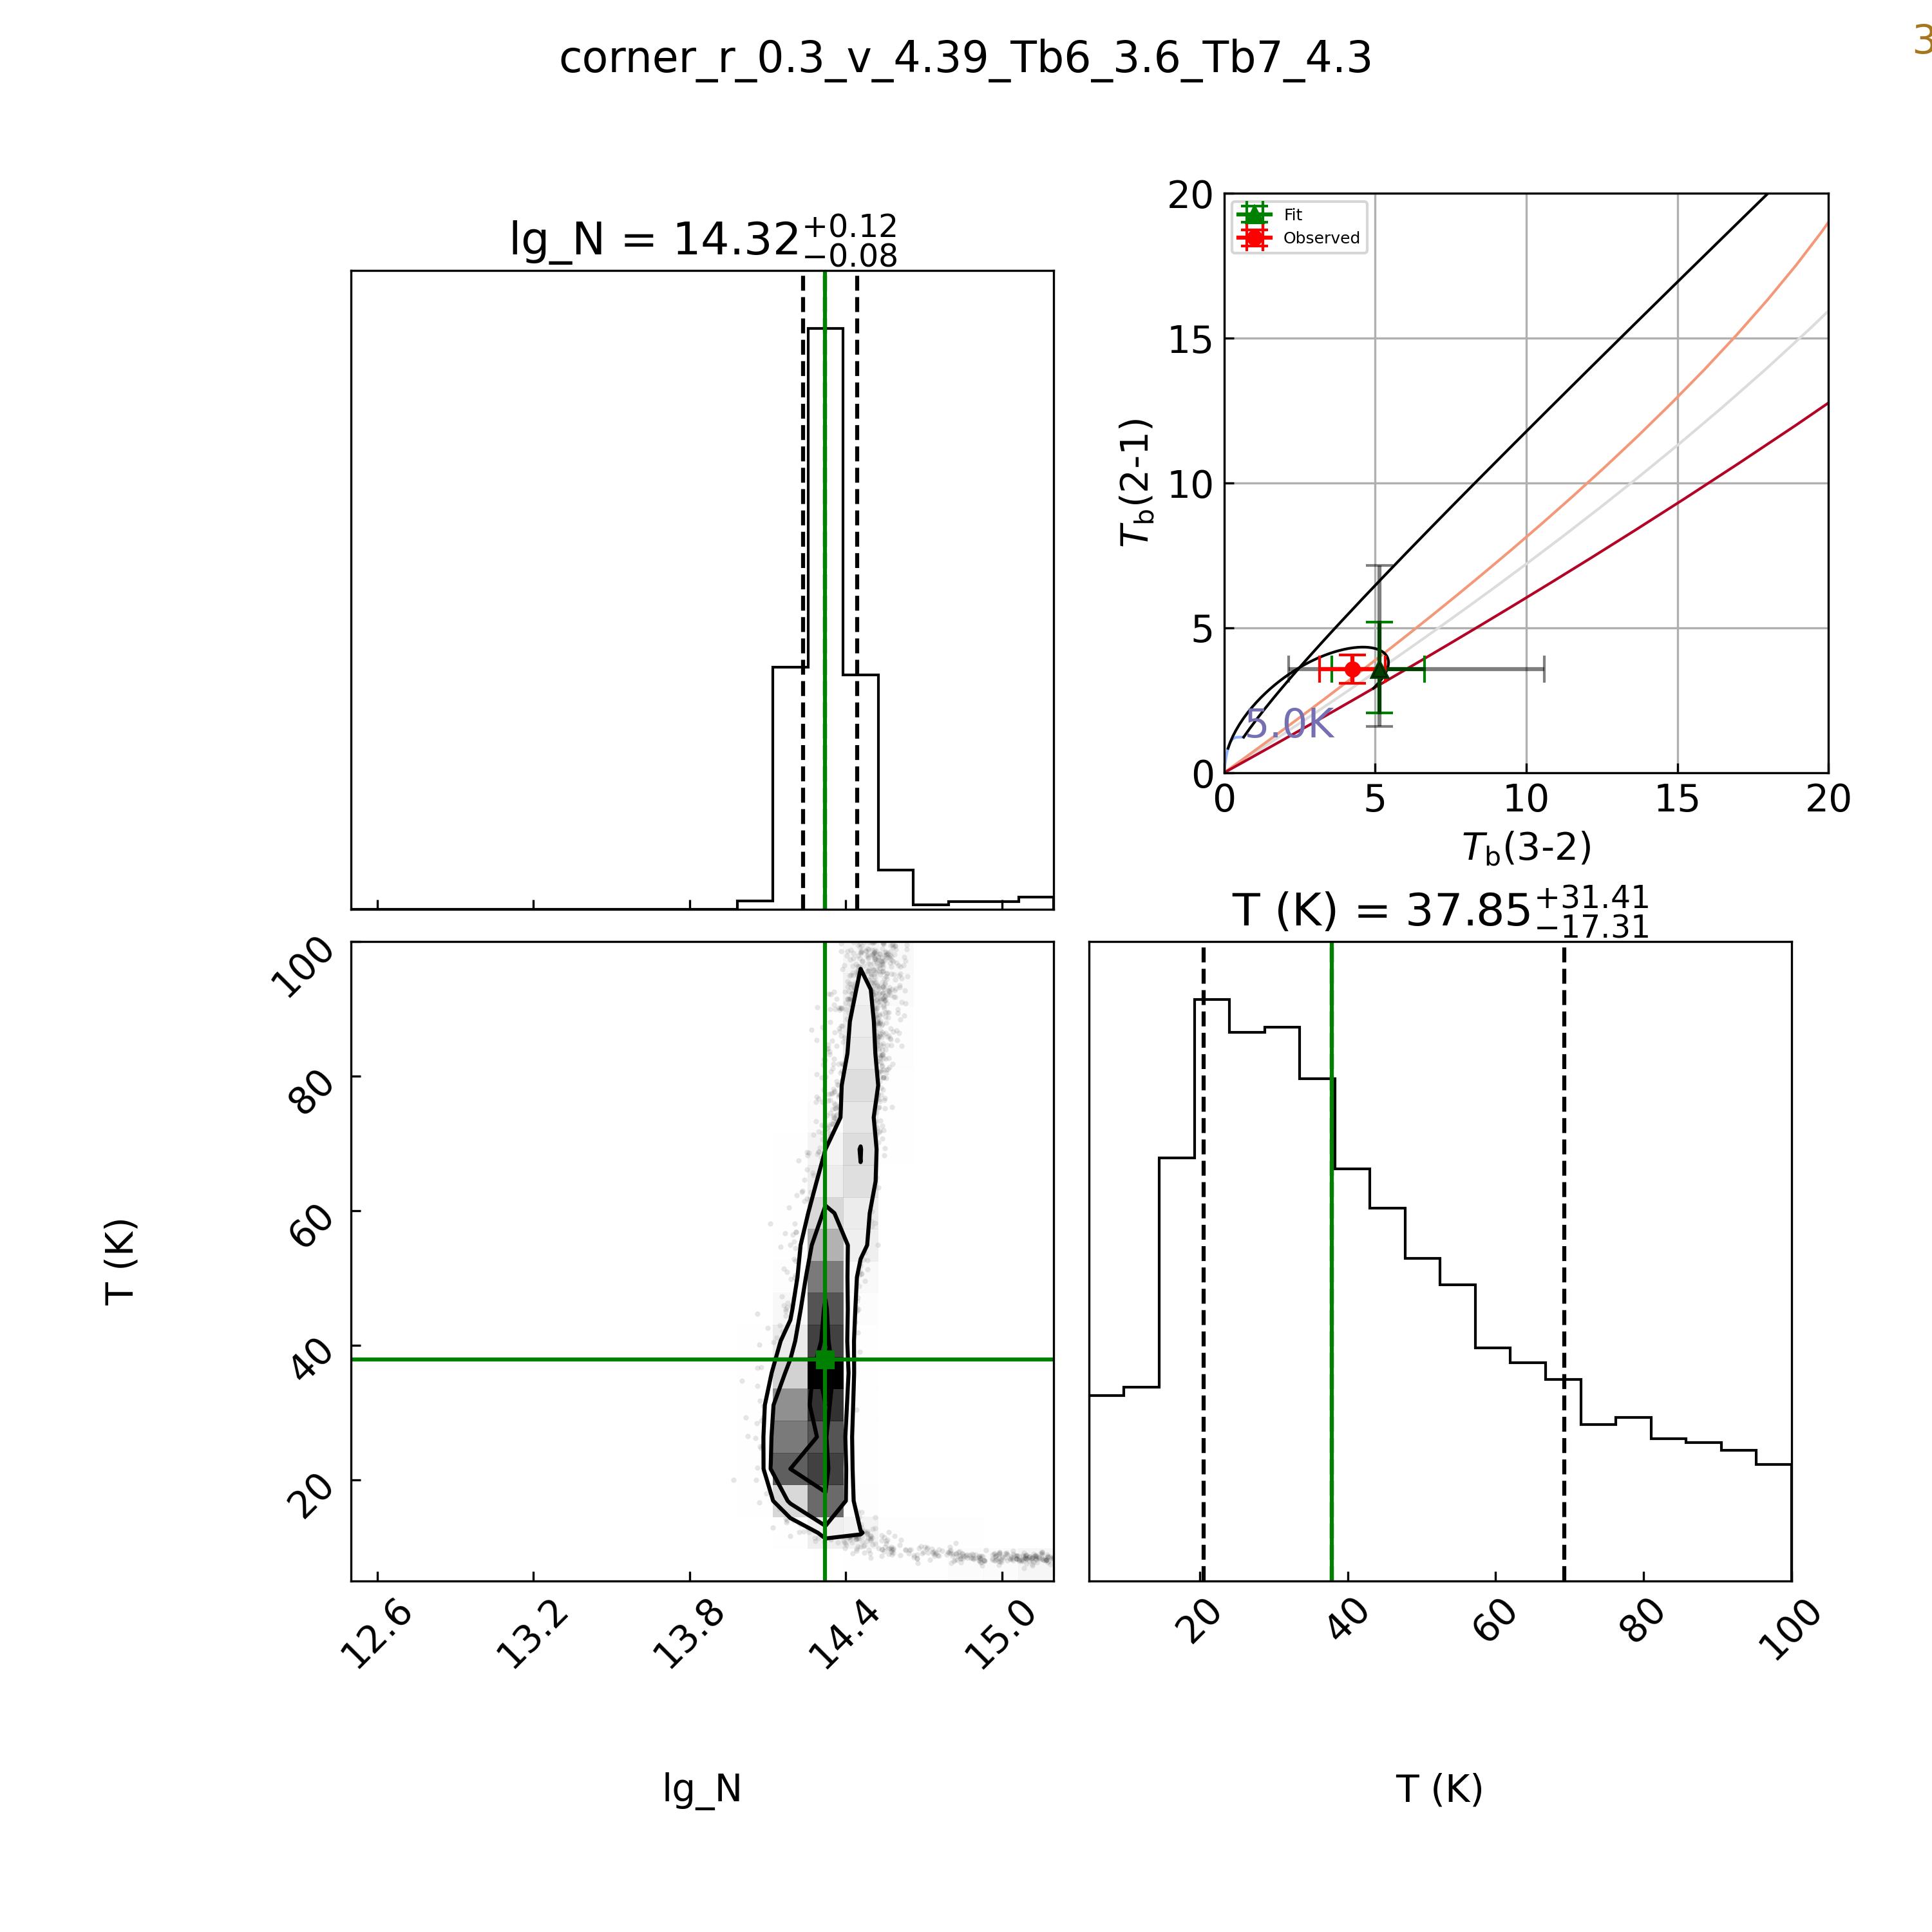 corner_r_0.3_v_4.39_Tb6_3.6_Tb7_4.3
3
lg_N = 14.32 +0.12 −0.08
20
15
10
5
0
Fit
Observed
T_b(2-1)
5.0K
0 5 10 15 20
T_b(3-2)
T (K) = 37.85 +31.41 −17.31
100
80
60
40
20
T (K)
12.6 13.2 13.8 14.4 15.0
lg_N
20 40 60 80 100
T (K)